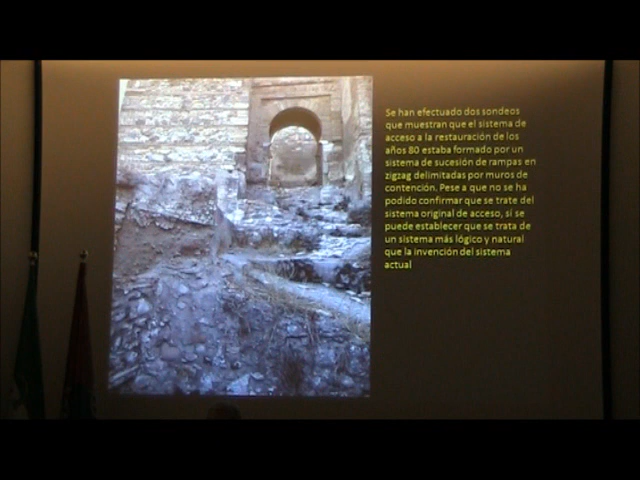 Se han efectuado dos sondeos
que muestran que el sistema de
acceso a la restauración de los
años 80 estaba formado por un
sistema de sucesión de rampas en
zigzag delimitadas por muros de
contención. Pese a que no se ha
podido confirmar que se trate del
sistema original de acceso, sí se
puede establecer que se trata de
un sistema más lógico y natural
que la invención del sistema
actual